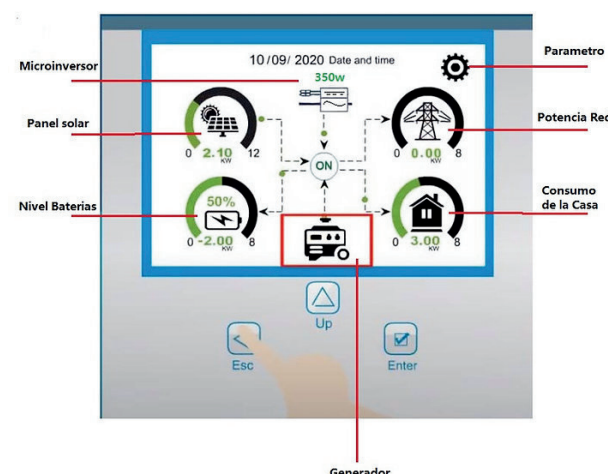 10/09/ 2020 Date and time
Parametro
Microinversor
350w
Panel solar
0 2.10 12
KW
Potencia Red
0 0.00 8
KW
ON
Nivel Baterias
50%
0 -2.00 8
KW
Consumo
de la Casa
0 3.00 8
KW
Up
Esc
Enter
Generador